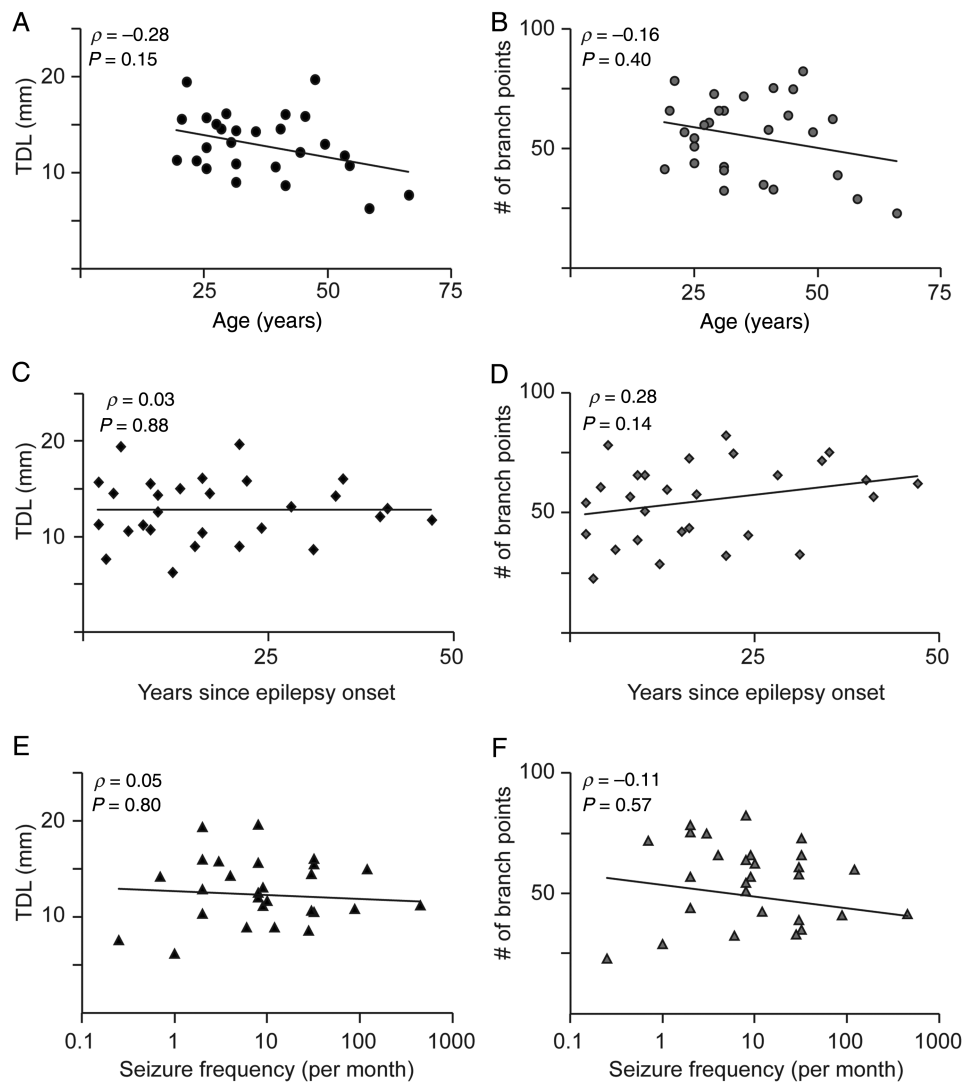 A
ρ = –0.28
P = 0.15
TDL (mm)
20
10
25
50
75
Age (years)
B
ρ = –0.16
P = 0.40
# of branch points
100
50
25
50
75
Age (years)
C
ρ = 0.03
P = 0.88
TDL (mm)
20
10
25
50
Years since epilepsy onset
D
ρ = 0.28
P = 0.14
# of branch points
100
50
25
50
Years since epilepsy onset
E
ρ = 0.05
P = 0.80
TDL (mm)
20
10
0.1
1
10
100
1000
Seizure frequency (per month)
F
ρ = –0.11
P = 0.57
# of branch points
100
50
0.1
1
10
100
1000
Seizure frequency (per month)